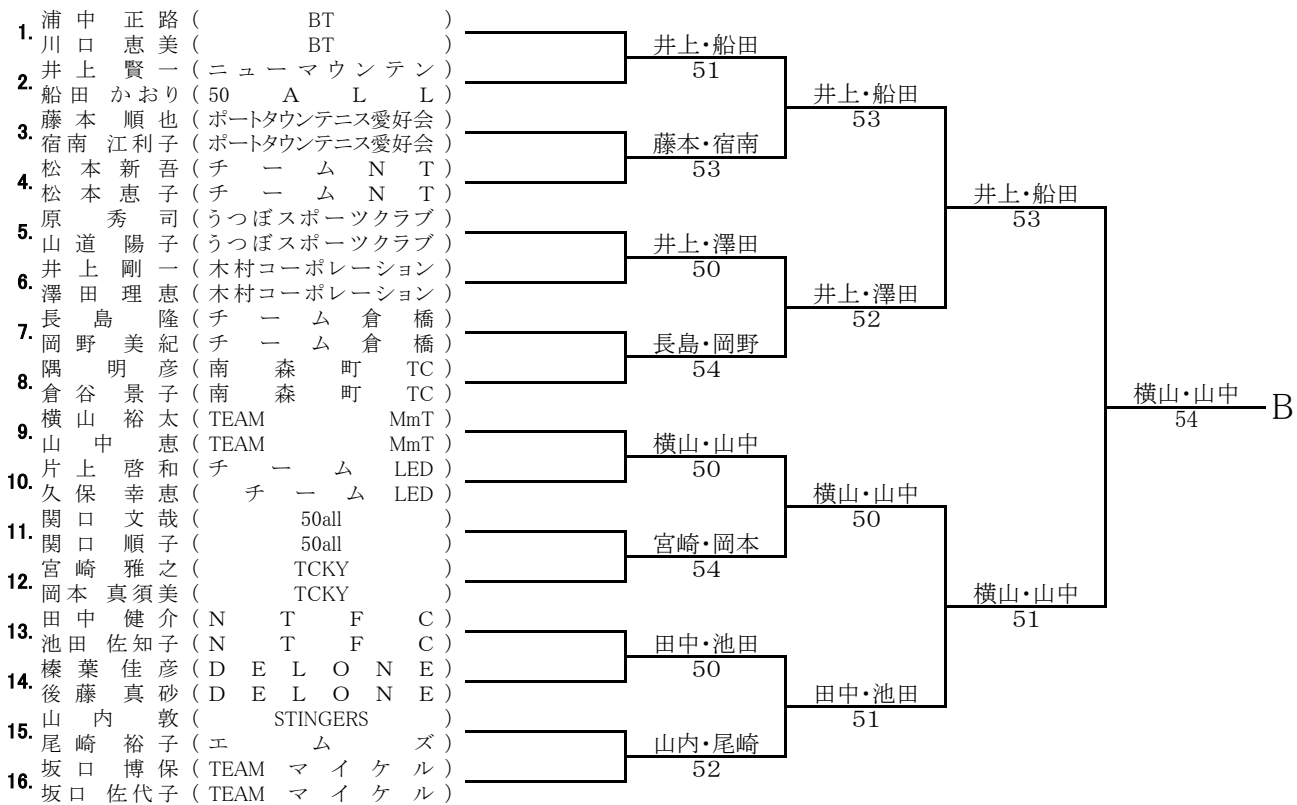 1.
浦中 正路 ( BT )
川口 恵美 ( BT )
2.
井上 賢一 ( ニューマウンテン )
船田 かおり ( 50 ALL )
3.
藤本 順也 ( ポートタウンテニス愛好会 )
宿南 江利子 ( ポートタウンテニス愛好会 )
4.
松本 新吾 ( チームNT )
松本 恵子 ( チームNT )
5.
原 秀司 ( うつぼスポーツクラブ )
山道 陽子 ( うつぼスポーツクラブ )
6.
井上 剛一 ( 木村コーポレーション )
澤田 理恵 ( 木村コーポレーション )
7.
長島 隆 ( チーム倉橋 )
岡野 美紀 ( チーム倉橋 )
8.
隅 明彦 ( 南森町TC )
倉谷 景子 ( 南森町TC )
9.
横山 裕太 ( TEAM MmT )
山中 恵 ( TEAM MmT )
10.
片上 啓和 ( チームLED )
久保 幸恵 ( チームLED )
11.
関口 文哉 ( 50all )
関口 順子 ( 50all )
12.
宮崎 雅之 ( TCKY )
岡本 真須美 ( TCKY )
13.
田中 健介 ( NTFC )
池田 佐知子 ( NTFC )
14.
榛葉 佳彦 ( DELONE )
後藤 真砂 ( DELONE )
15.
山内 敦 ( STINGERS )
尾崎 裕子 ( エムズ )
16.
坂口 博保 ( TEAM マイケル )
坂口 佐代子 ( TEAM マイケル )
井上・船田
51
藤本・宿南
53
井上・澤田
50
長島・岡野
54
横山・山中
50
宮崎・岡本
54
田中・池田
50
山内・尾崎
52
井上・船田
53
井上・澤田
52
横山・山中
50
田中・池田
51
井上・船田
53
横山・山中
51
横山・山中
54
B